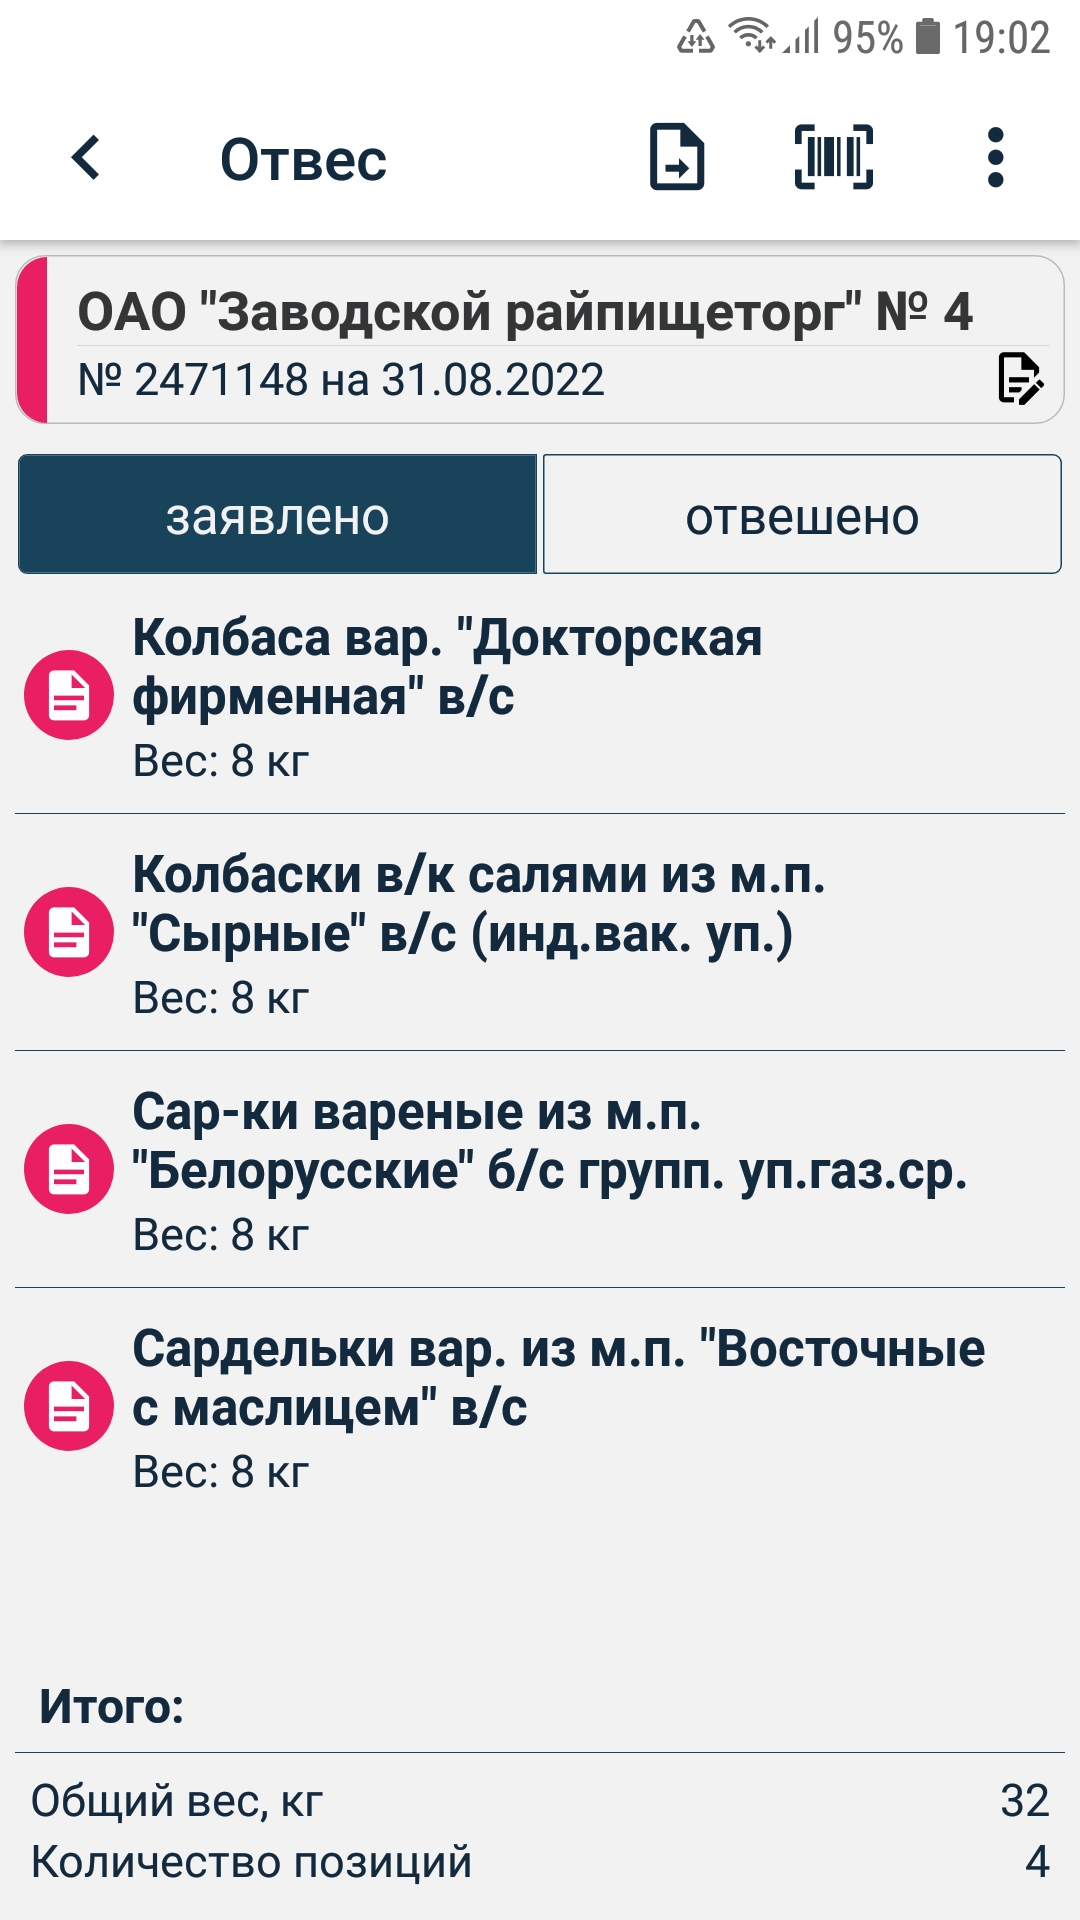 95% 19:02
Отвес
ОАО "Заводской райпищеторг" № 4
№ 2471148 на 31.08.2022
заявлено отвешено
Колбаса вар. "Докторская
фирменная" в/с
Вес: 8 кг
Колбаски в/к салями из м.п.
"Сырные" в/с (инд.вак. уп.)
Вес: 8 кг
Сар-ки вареные из м.п.
"Белорусские" б/с групп. уп.газ.ср.
Вес: 8 кг
Сардельки вар. из м.п. "Восточные
с маслицем" в/с
Вес: 8 кг
Итого:
Общий вес, кг 32
Количество позиций 4